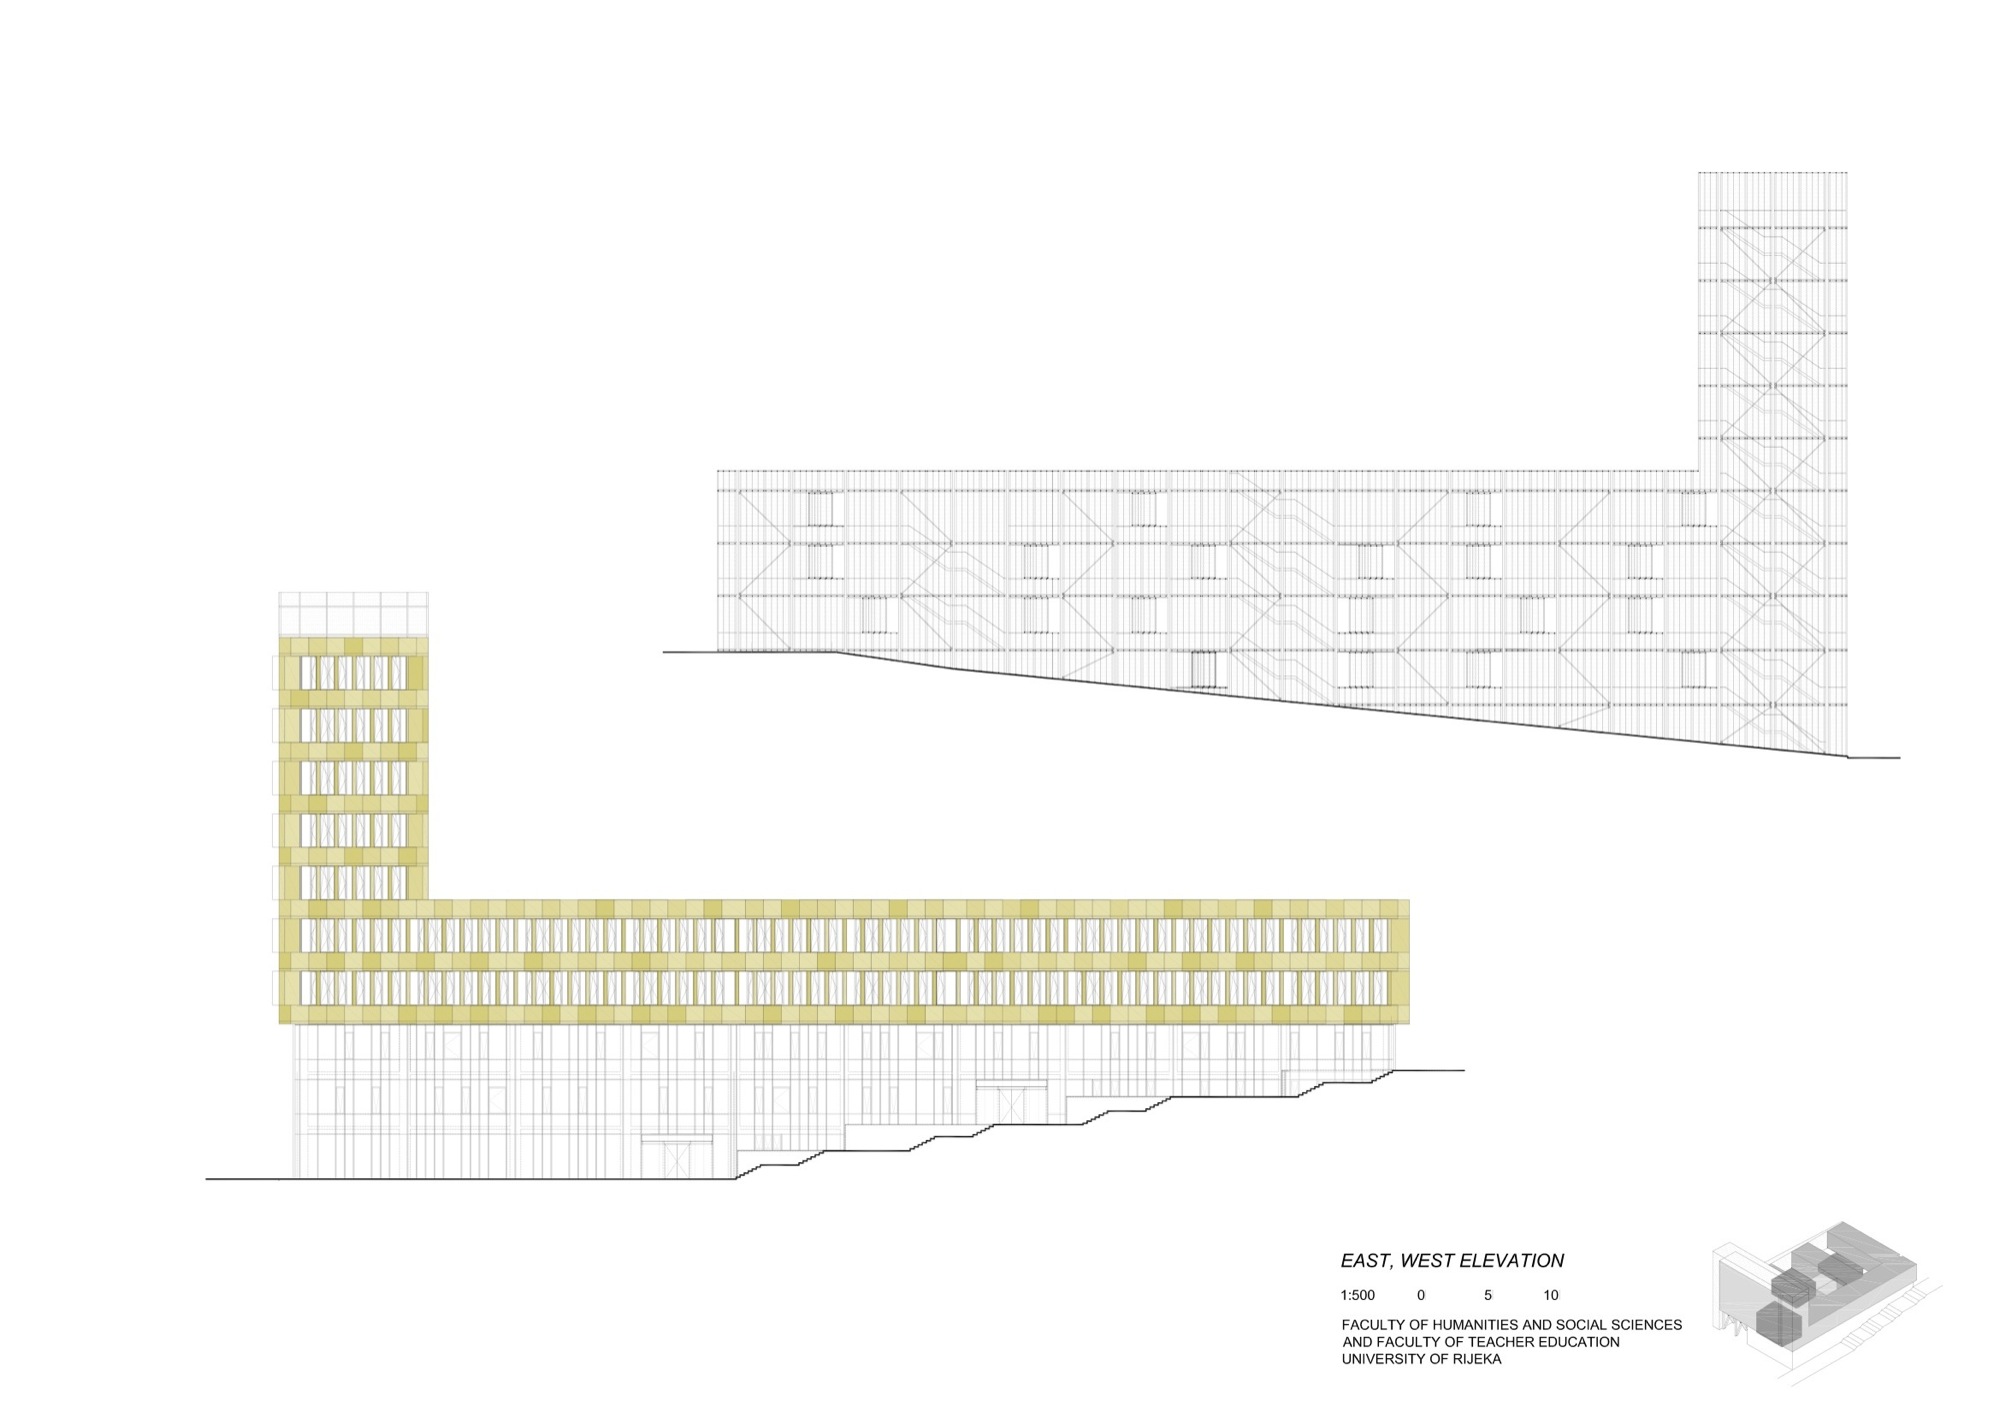 EAST, WEST ELEVATION
1:500 0 5 10
FACULTY OF HUMANITIES AND SOCIAL SCIENCES
AND FACULTY OF TEACHER EDUCATION
UNIVERSITY OF RIJEKA